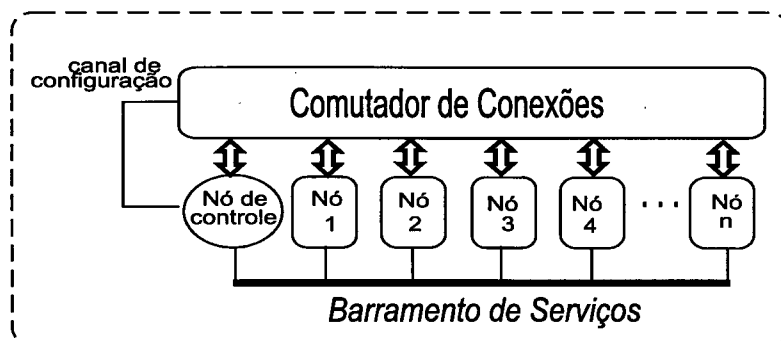 canal de
configuração
Comutador de Conexões
Nó de
controle
Nó
1
Nó
2
Nó
3
Nó
4
. . .
Nó
n
Barramento de Serviços